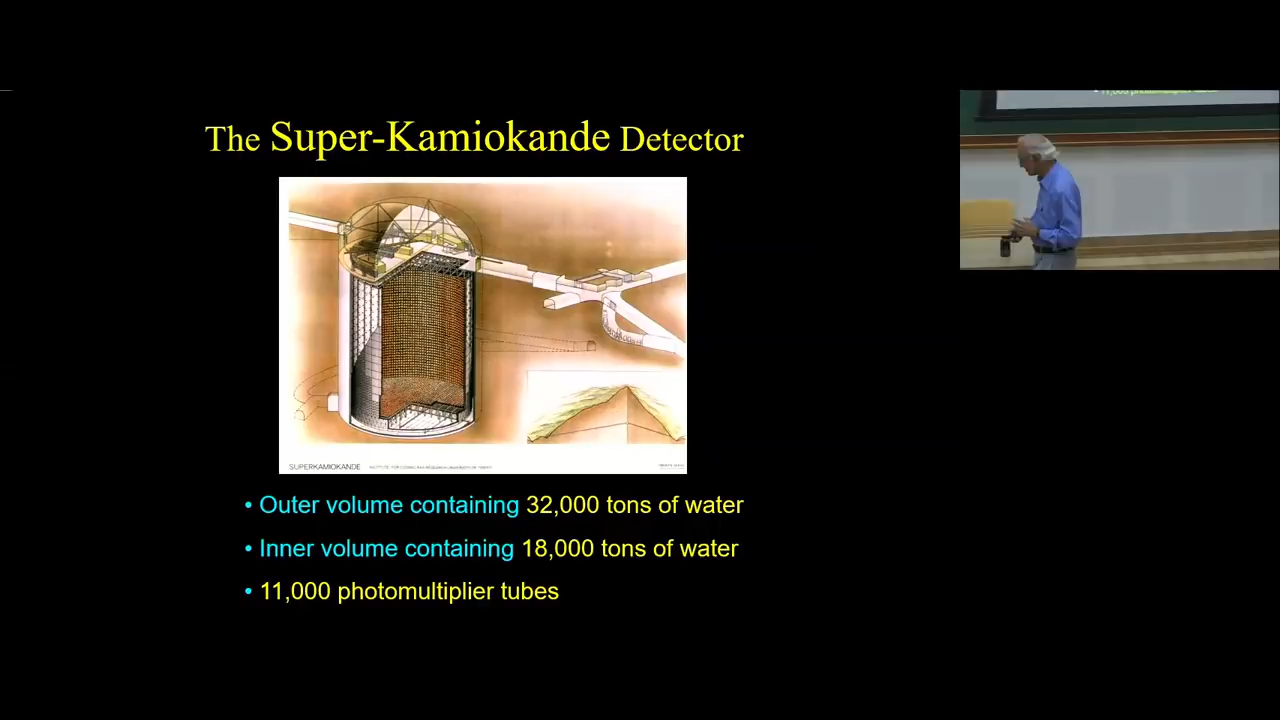 The Super-Kamiokande Detector
SUPERKAMIOKANDE
• Outer volume containing 32,000 tons of water
• Inner volume containing 18,000 tons of water
• 11,000 photomultiplier tubes